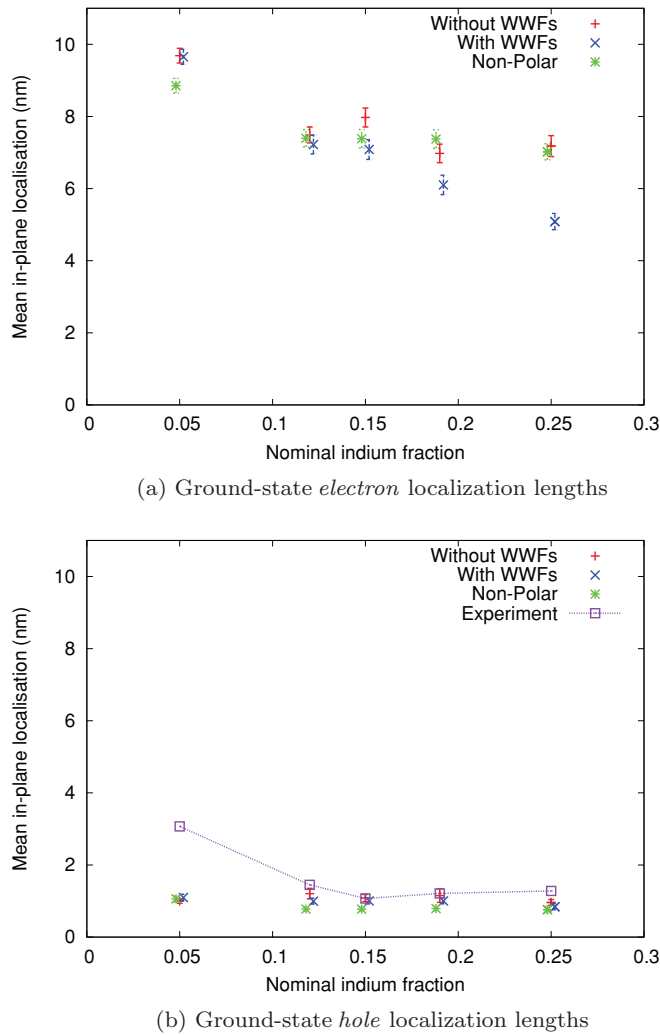 10
8
6
4
2
0
0
0.05
0.1
0.15
0.2
0.25
0.3
Mean in-plane localisation (nm)
Nominal indium fraction
Without WWFs
With WWFs
Non-Polar
(a) Ground-state electron localization lengths
10
8
6
4
2
0
0
0.05
0.1
0.15
0.2
0.25
0.3
Mean in-plane localisation (nm)
Nominal indium fraction
Without WWFs
With WWFs
Non-Polar
Experiment
(b) Ground-state hole localization lengths